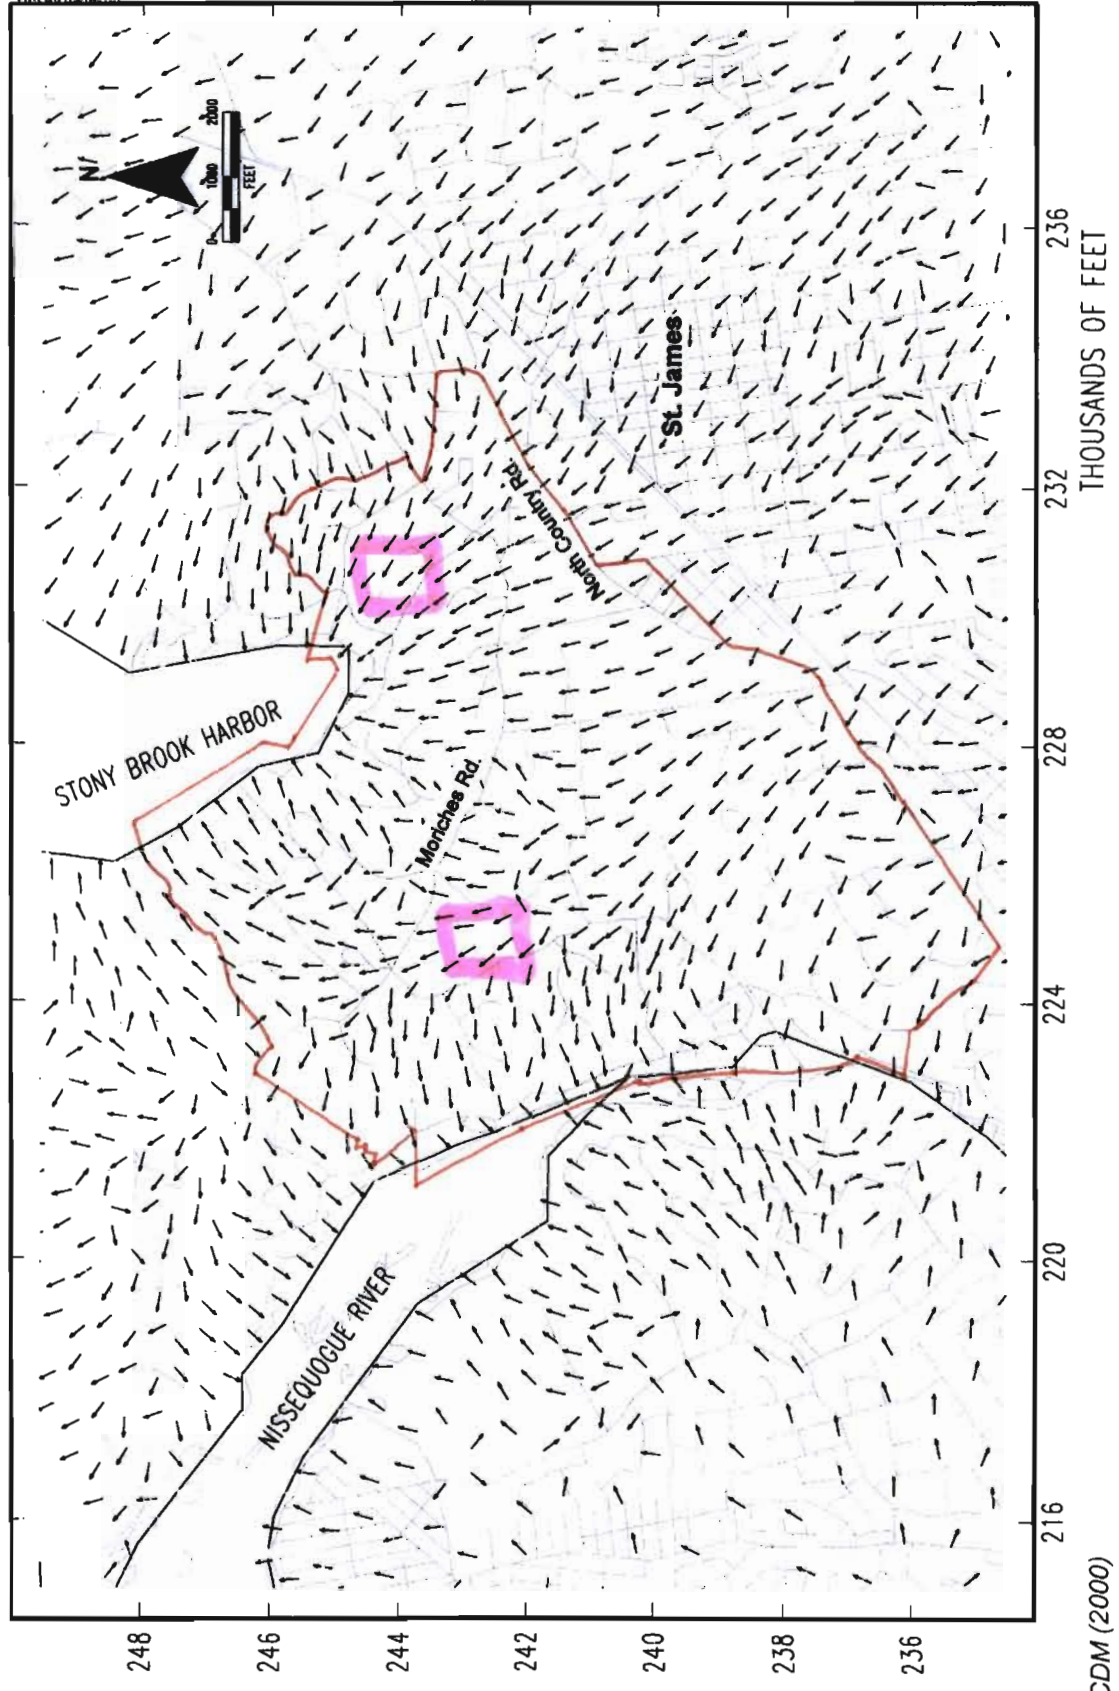 N
0 1000 2000
FEET
STONY BROOK HARBOR
NISSEQUOGUE RIVER
Moriches Rd.
North Country Rd.
St. James
248
246
244
242
240
238
236
216
220
224
228
232
236
THOUSANDS OF FEET
CDM (2000)